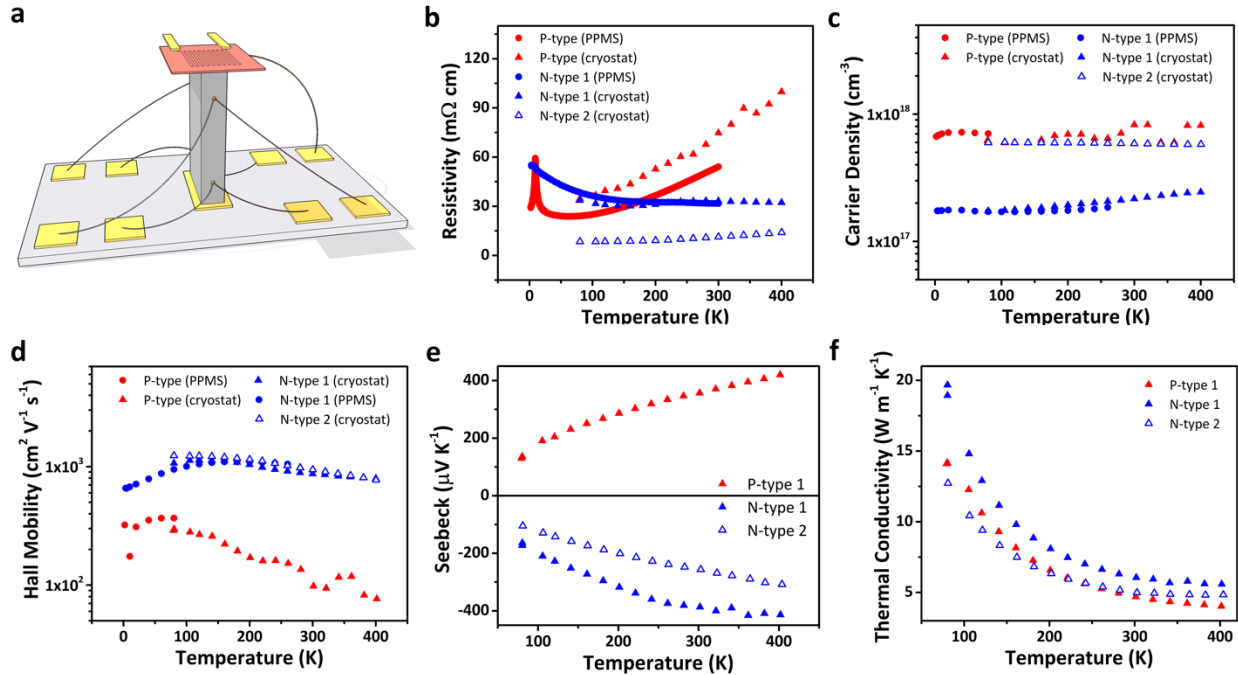 a
b
P-type (PPMS)
P-type (cryostat)
N-type 1 (PPMS)
N-type 1 (cryostat)
N-type 2 (cryostat)
Resistivity (mΩ cm)
120
90
60
30
0
0 100 200 300 400
Temperature (K)
c
P-type (PPMS) N-type 1 (PPMS)
P-type (cryostat) N-type 1 (cryostat)
N-type 2 (cryostat)
Carrier Density (cm⁻³)
1x10¹⁸
1x10¹⁷
0 100 200 300 400
Temperature (K)
d
P-type (PPMS) N-type 1 (cryostat)
P-type (cryostat) N-type 1 (PPMS)
N-type 2 (cryostat)
Hall Mobility (cm² V⁻¹ s⁻¹)
1x10³
1x10²
0 100 200 300 400
Temperature (K)
e
Seebeck (μV K⁻¹)
400
200
0
-200
-400
P-type 1
N-type 1
N-type 2
100 200 300 400
Temperature (K)
f
P-type 1
N-type 1
N-type 2
Thermal Conductivity (W m⁻¹ K⁻¹)
20
15
10
5
100 200 300 400
Temperature (K)